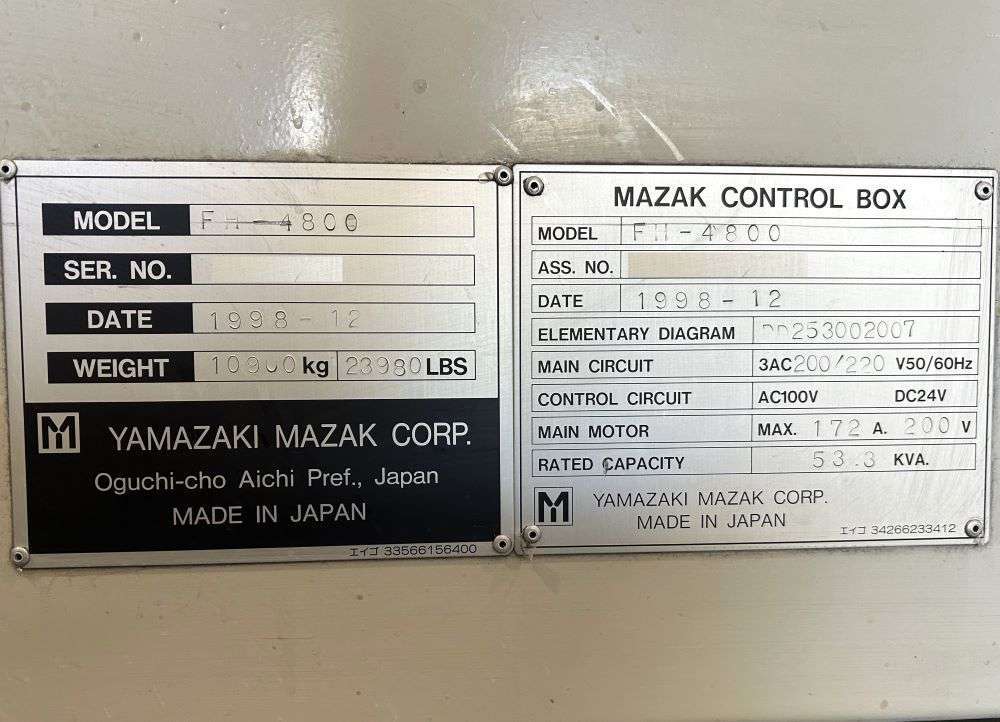 MODEL FH-4800
SER. NO.
DATE 1998-12
WEIGHT 10900 kg 23980 LBS
YAMAZAKI MAZAK CORP.
Oguchi-cho Aichi Pref., Japan
MADE IN JAPAN
エイゴ 33566156400
MAZAK CONTROL BOX
MODEL FH-4800
ASS. NO.
DATE 1998-12
ELEMENTARY DIAGRAM
MAIN CIRCUIT 3AC200/220 V50/60Hz
CONTROL CIRCUIT AC100V DC24V
MAIN MOTOR MAX. 172 A. 200 V
RATED CAPACITY 53.3 KVA.
YAMAZAKI MAZAK CORP.
MADE IN JAPAN
エイゴ 34266233412